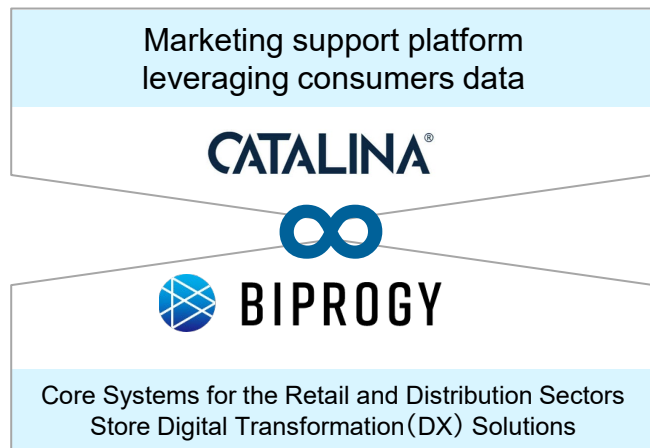 Marketing support platform
leveraging consumers data
CATALINA®
BIPROGY
Core Systems for the Retail and Distribution Sectors
Store Digital Transformation（DX）Solutions